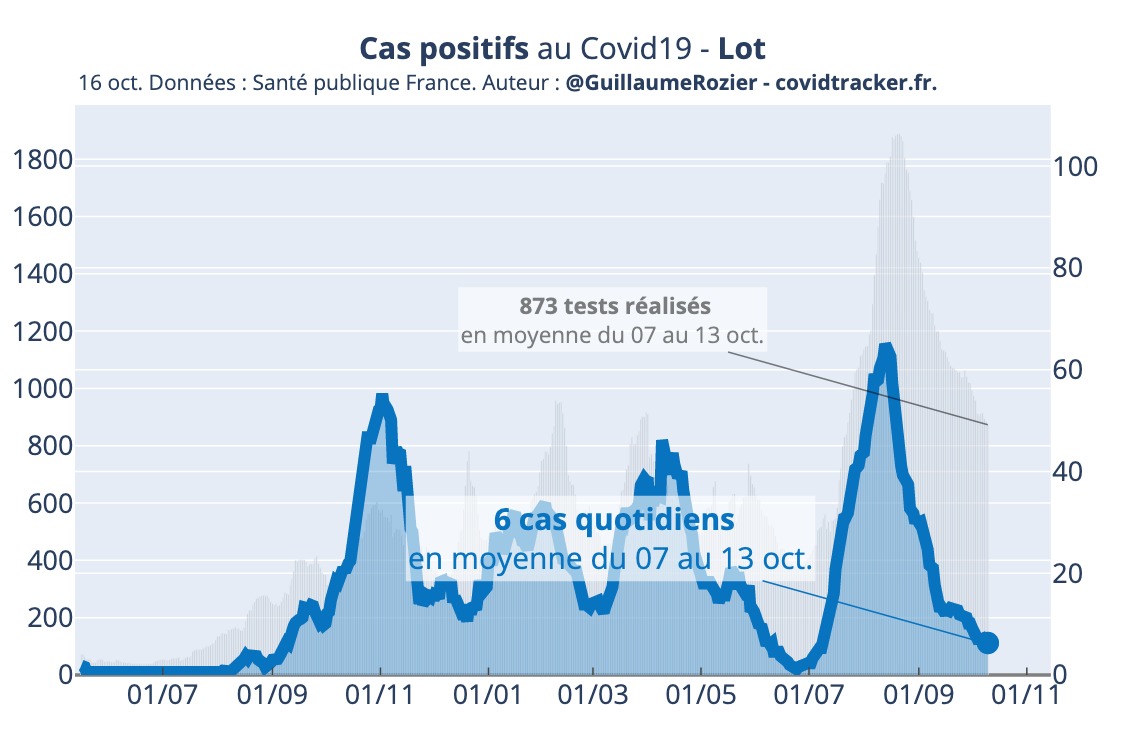 Cas positifs au Covid19 - Lot
16 oct. Données : Santé publique France. Auteur : @GuillaumeRozier - covidtracker.fr.
1800
1600
1400
1200
1000
800
600
400
200
0
100
80
60
40
20
0
873 tests réalisés
en moyenne du 07 au 13 oct.
6 cas quotidiens
en moyenne du 07 au 13 oct.
01/07 01/09 01/11 01/01 01/03 01/05 01/07 01/09 01/11